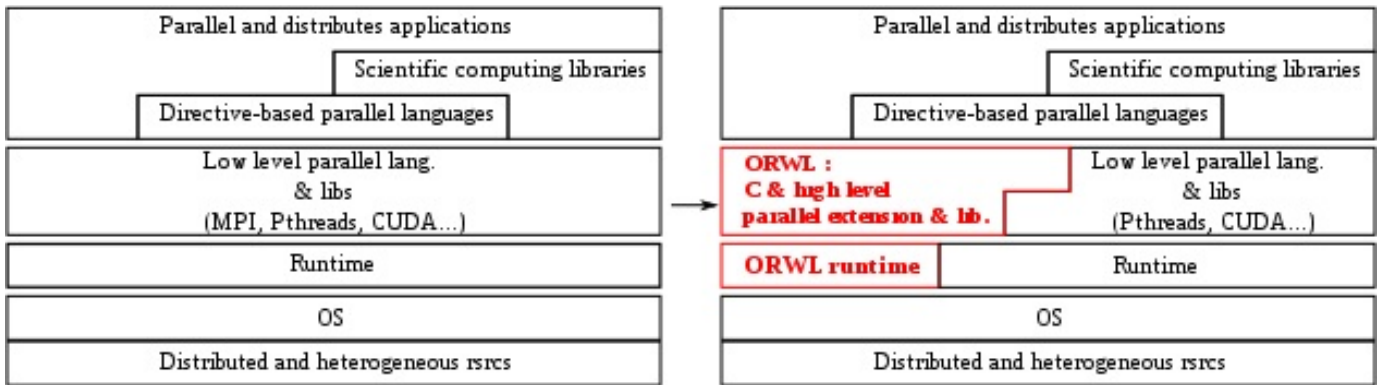 Parallel and distributes applications
Scientific computing libraries
Directive-based parallel languages
Low level parallel lang.
& libs
(MPI, Pthreads, CUDA...)
Runtime
OS
Distributed and heterogeneous rsrcs
Parallel and distributes applications
Scientific computing libraries
Directive-based parallel languages
ORWL :
C & high level
parallel extension & lib.
Low level parallel lang.
& libs
(Pthreads, CUDA...)
ORWL runtime
Runtime
OS
Distributed and heterogeneous rsrcs